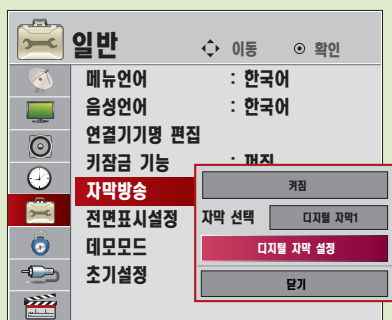 일반 이동 확인
메뉴언어 : 한국어
음성언어 : 한국어
연결기기명 편집
키잠금 기능 : 꺼짐
자막방송
전면표시설정
데모모드
초기설정
켜짐
자막 선택 디지털 자막1
디지털 자막 설정
닫기